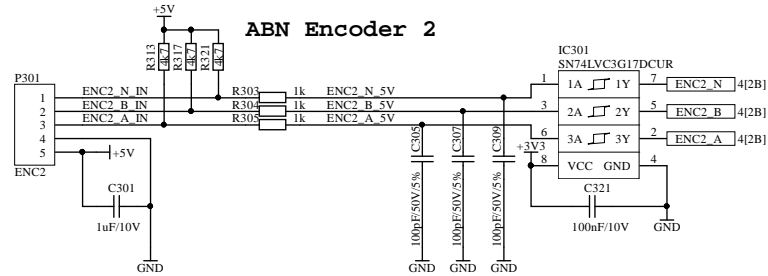 +5V
ABN Encoder 2
R313
4k7
R317
4k7
R321
4k7
IC301
SN74LVC3G17DCUR
P301
1
ENC2_N_IN
R303
1k
ENC2_N_5V
1
1A
1Y
7
ENC2_N
4[2B]
2
ENC2_B_IN
R304
1k
ENC2_B_5V
3
2A
2Y
5
ENC2_B
4[2B]
3
ENC2_A_IN
R305
1k
ENC2_A_5V
6
3A
3Y
2
ENC2_A
4[2B]
4
5
+5V
ENC2
C305
100pF/50V/5%
C307
100pF/50V/5%
C309
100pF/50V/5%
+3V3
8
VCC
GND
4
C301
1uF/10V
C321
100nF/10V
GND
GND
GND
GND
GND